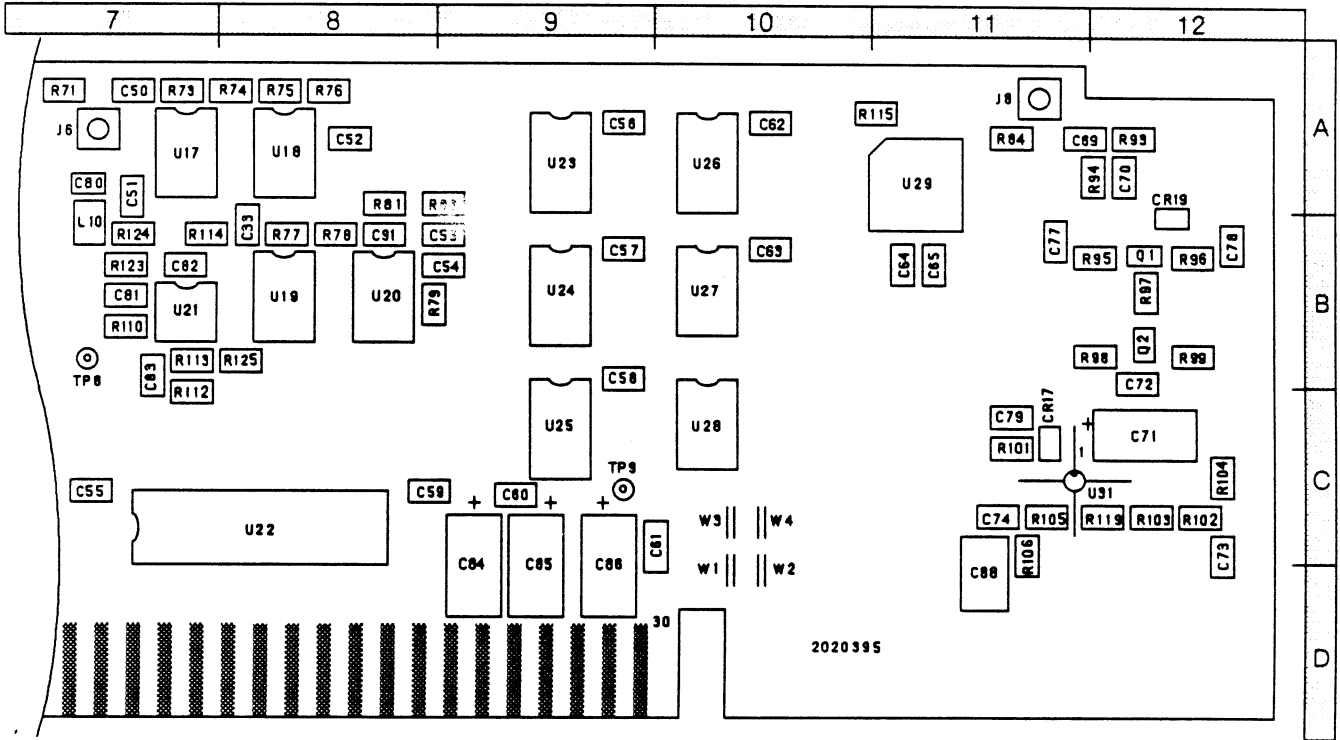 7 8 9 10 11 12
R71 C50 R73 R74 R75 R76
J8
R115
C56 C62
J6
U17 U18 C52 U23 U26 R84 C69 R93 A
C80 C51 U29 R94 C70
R81
CR19
L10
R124 R114 C33 R77 R78 C91 C53 C77 C78
C57 C63
R123 C82 C54 C64 C65 R95 Q1 R96
C81 U21 U19 U20 R79 U24 U27 R97 B
R110
Q2
TP8 C83 R113 R125 R98 R99
C58 C72
R112
CR17
C79 +
U25 U28 C71
R101 1
TP9
C55 C59 C60 R104 C
+ + + U31
U22 W3 W4 C74 R105 R119 R103 R102
C61
C84 C85 C86 W1 W2 C88 R106 C73
30
2020395 D